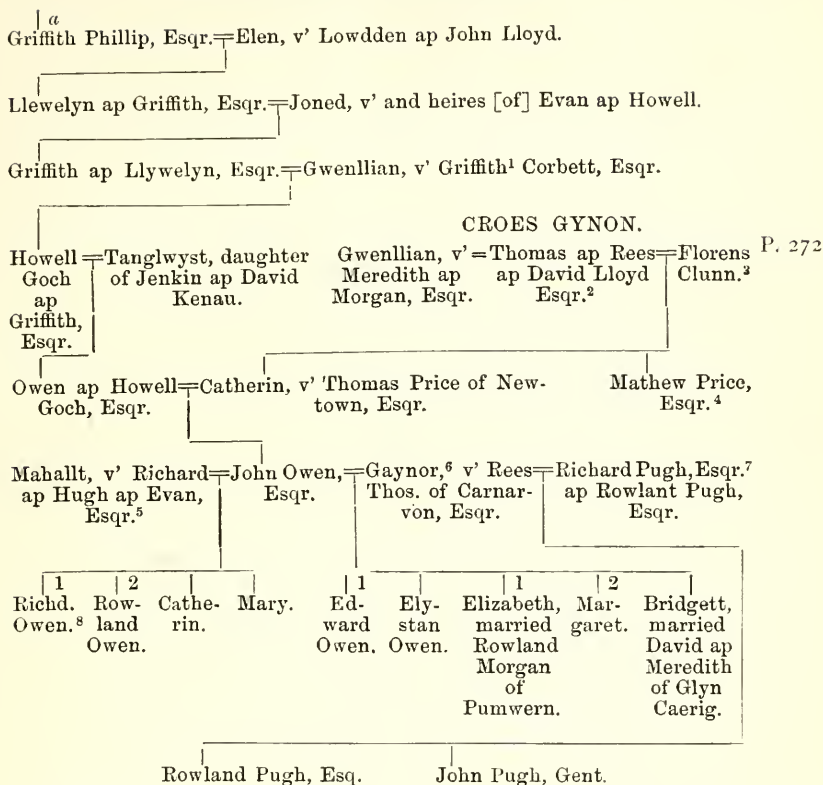 a
Griffith Phillip, Esqr.=Elen, v' Lowdden ap John Lloyd.
Llewelyn ap Griffith, Esqr.=Joned, v' and heires [of] Evan ap Howell.
Griffith ap Llywelyn, Esqr.=Gwenllian, v' Griffith¹ Corbett, Esqr.
CROES GYNON.
Howell Goch ap Griffith, Esqr.
=Tanglwyst, daughter of Jenkin ap David Kenau.
Gwenllian, v' Meredith ap Morgan, Esqr.
=Thomas ap Rees ap David Lloyd Esqr.²
=Florens Clunn.³
P. 272
Owen ap Howell Goch, Esqr.
=Catherin, v' Thomas Price of Newtown, Esqr.
Mathew Price, Esqr.⁴
Mahallt, v' Richard ap Hugh ap Evan, Esqr.⁵
=John Owen, Esqr.
=Gaynor,⁶ v' Rees Thos. of Carnarvon, Esqr.
=Richard Pugh, Esqr.⁷ ap Rowlant Pugh, Esqr.
1 Richd. Owen.⁸
2 Rowland Owen.
Catherin.
Mary.
1 Edward Owen.
Elystan Owen.
1 Elizabeth, married Rowland Morgan of Pumwern.
2 Margaret.
Bridgett, married David ap Meredith of Glyn Caerig.
Rowland Pugh, Esq.
John Pugh, Gent.